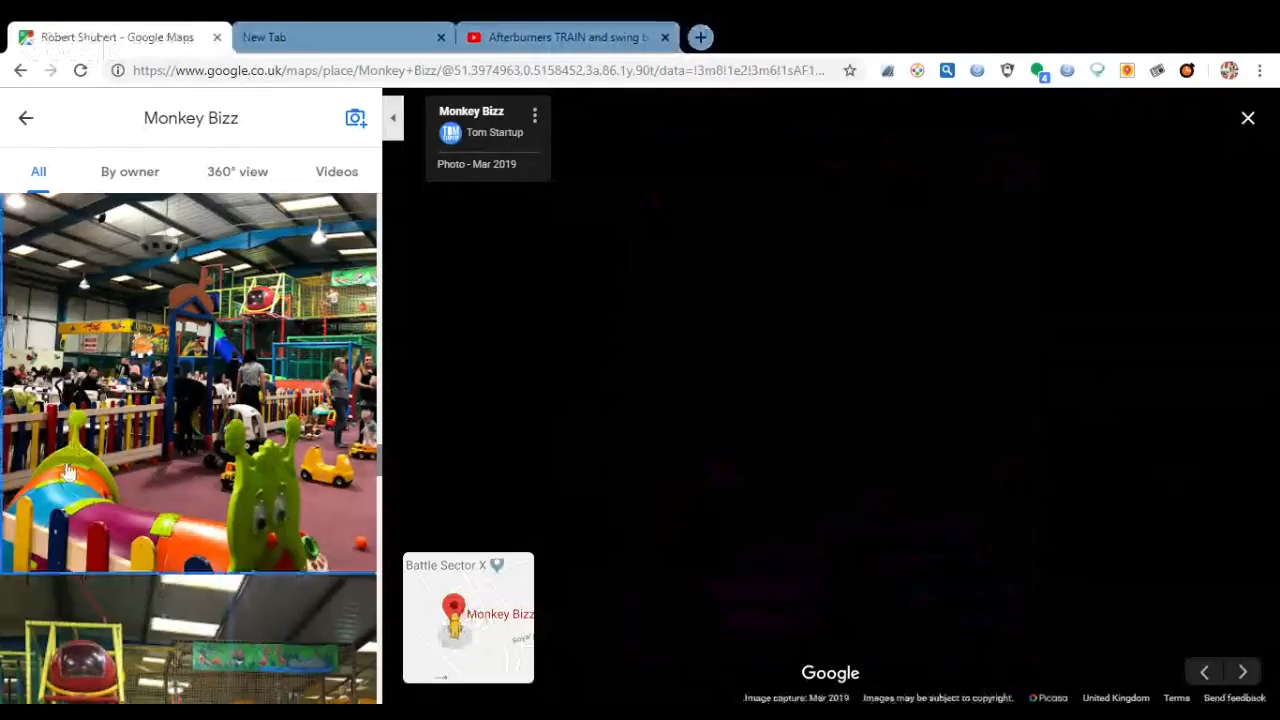 Robert Shubert - Google Maps
New Tab
Afterburners TRAIN and swing b
https://www.google.co.uk/maps/place/Monkey+Bizz/@51.3974963,0.5158452,3a,86.1y,90t/data=!3m8!1e2!3m6!1sAF1...
4
Monkey Bizz
Monkey Bizz
Tom Startup
Photo - Mar 2019
All
By owner
360° view
Videos
Battle Sector X
Monkey Bizz
Google
Image capture: Mar 2019
Images may be subject to copyright.
Picasa
United Kingdom
Terms
Send feedback